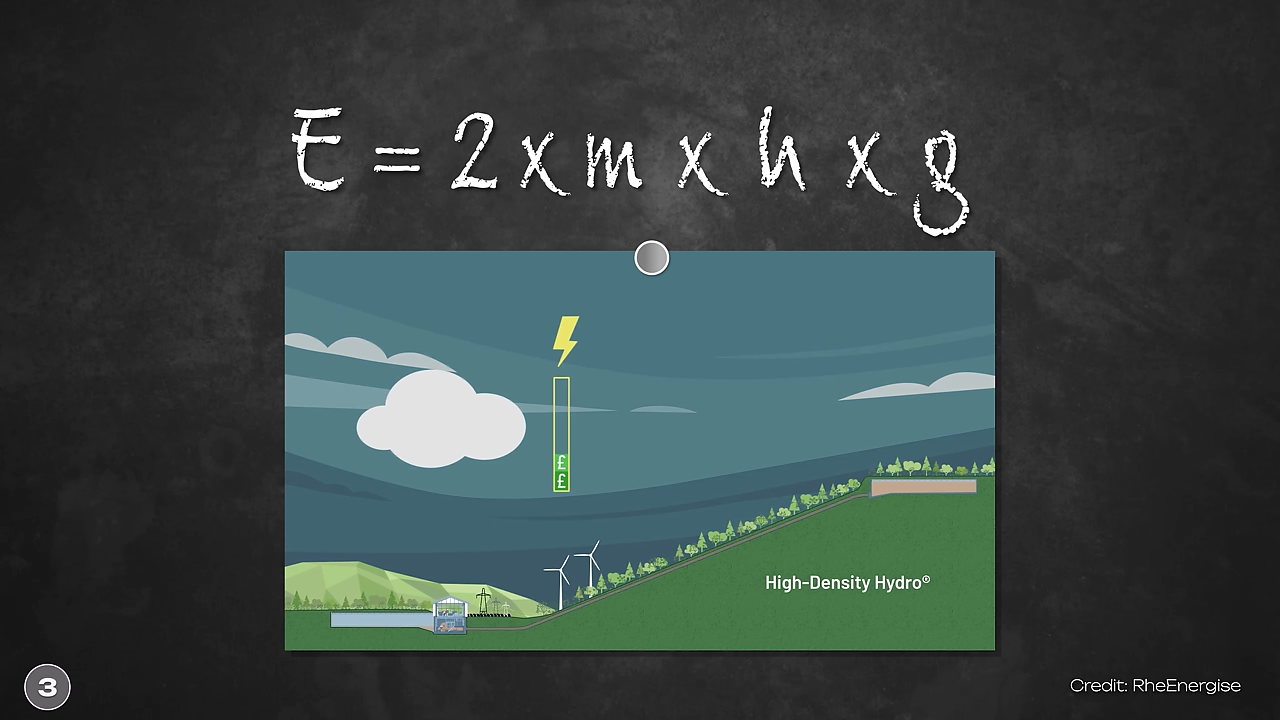 E = 2 x m x h x g
£
£
High-Density Hydro®
3
Credit: RheEnergise